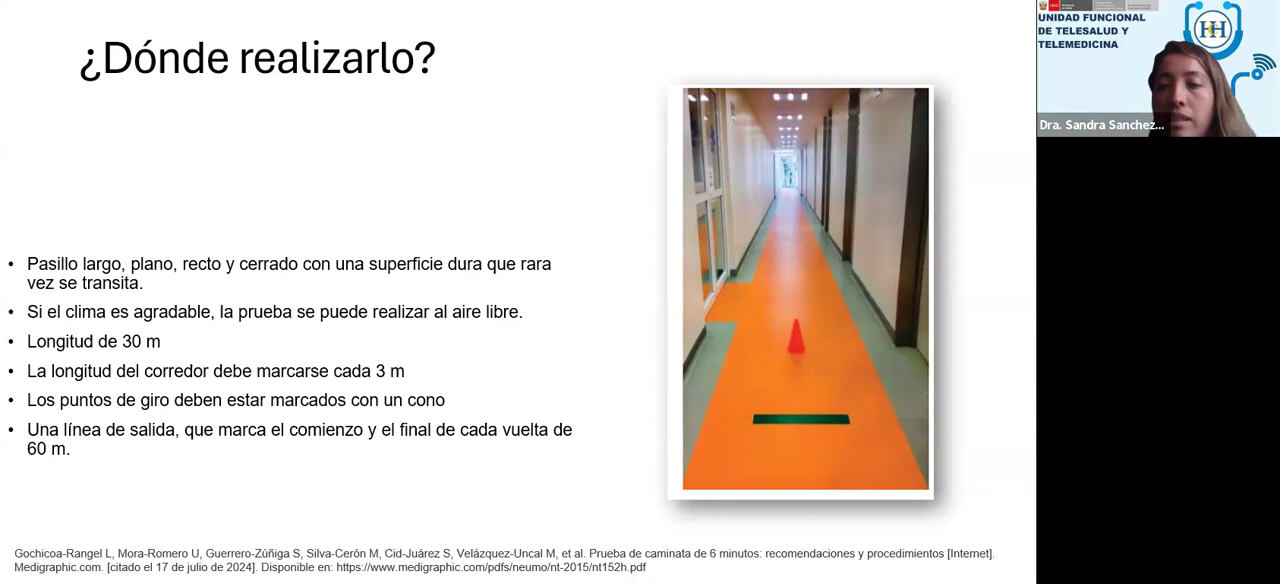 ¿Dónde realizarlo?
• Pasillo largo, plano, recto y cerrado con una superficie dura que rara
vez se transita.
• Si el clima es agradable, la prueba se puede realizar al aire libre.
• Longitud de 30 m
• La longitud del corredor debe marcarse cada 3 m
• Los puntos de giro deben estar marcados con un cono
• Una línea de salida, que marca el comienzo y el final de cada vuelta de
60 m.
Gochicoa-Rangel L, Mora-Romero U, Guerrero-Zúñiga S, Silva-Cerón M, Cid-Juárez S, Velázquez-Uncal M, et al. Prueba de caminata de 6 minutos: recomendaciones y procedimientos [Internet].
Medigraphic.com. [citado el 17 de julio de 2024]. Disponible en: https://www.medigraphic.com/pdfs/neumo/nt-2015/nt152h.pdf
UNIDAD FUNCIONAL
DE TELESALUD Y
TELEMEDICINA
Dra. Sandra Sanchez...